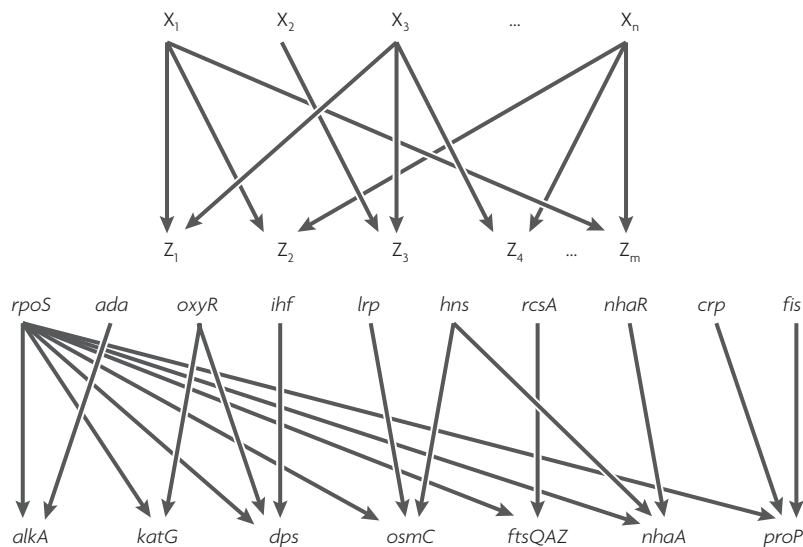 X₁ X₂ X₃ ... Xₙ
Z₁ Z₂ Z₃ Z₄ ... Zₘ
rpoS ada oxyR ihf lrp hns rcsA nhaR crp fis
alkA katG dps osmC ftsQAZ nhaA proP